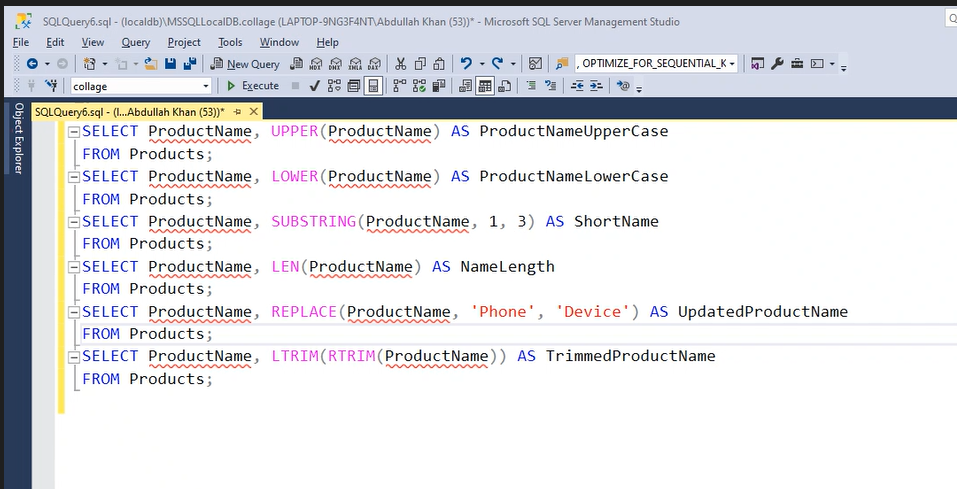 SQLQuery6.sql - (localdb)\MSSQLLocalDB.collage (LAPTOP-9NG3F4NT\Abdullah Khan (53))* - Microsoft SQL Server Management Studio
File Edit View Query Project Tools Window Help
New Query , OPTIMIZE_FOR_SEQUENTIAL_K
collage Execute
SQLQuery6.sql - (l...Abdullah Khan (53))*
Object Explorer
SELECT ProductName, UPPER(ProductName) AS ProductNameUpperCase
FROM Products;
SELECT ProductName, LOWER(ProductName) AS ProductNameLowerCase
FROM Products;
SELECT ProductName, SUBSTRING(ProductName, 1, 3) AS ShortName
FROM Products;
SELECT ProductName, LEN(ProductName) AS NameLength
FROM Products;
SELECT ProductName, REPLACE(ProductName, 'Phone', 'Device') AS UpdatedProductName
FROM Products;
SELECT ProductName, LTRIM(RTRIM(ProductName)) AS TrimmedProductName
FROM Products;